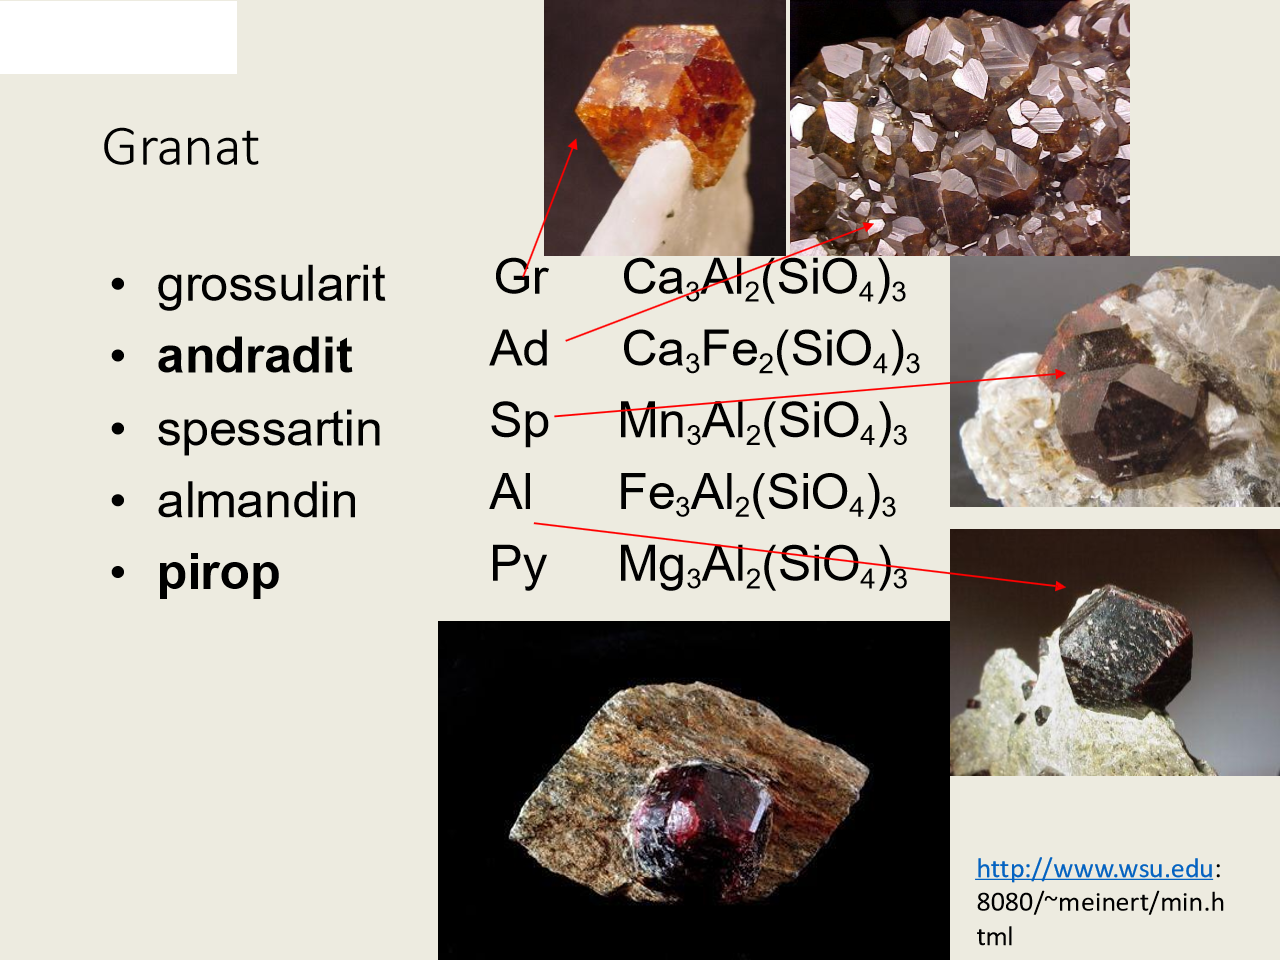 Granat
• grossularit Gr Ca₃Al₂(SiO₄)₃
• andradit Ad Ca₃Fe₂(SiO₄)₃
• spessartin Sp Mn₃Al₂(SiO₄)₃
• almandin Al Fe₃Al₂(SiO₄)₃
• pirop Py Mg₃Al₂(SiO₄)₃
http://www.wsu.edu:
8080/~meinert/min.h
tml